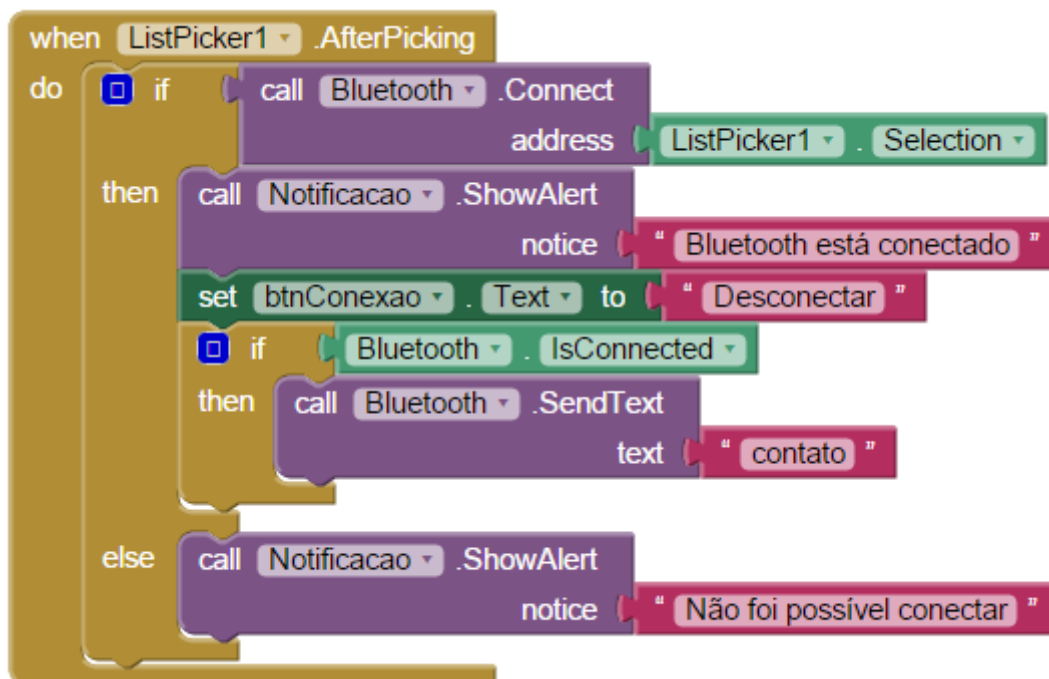 when ListPicker1 .AfterPicking
do if call Bluetooth .Connect
address ListPicker1 . Selection
then call Notificacao .ShowAlert
notice “ Bluetooth está conectado ”
set btnConexao . Text to “ Desconectar ”
if Bluetooth . IsConnected
then call Bluetooth .SendText
text “ contato ”
else call Notificacao .ShowAlert
notice “ Não foi possível conectar ”